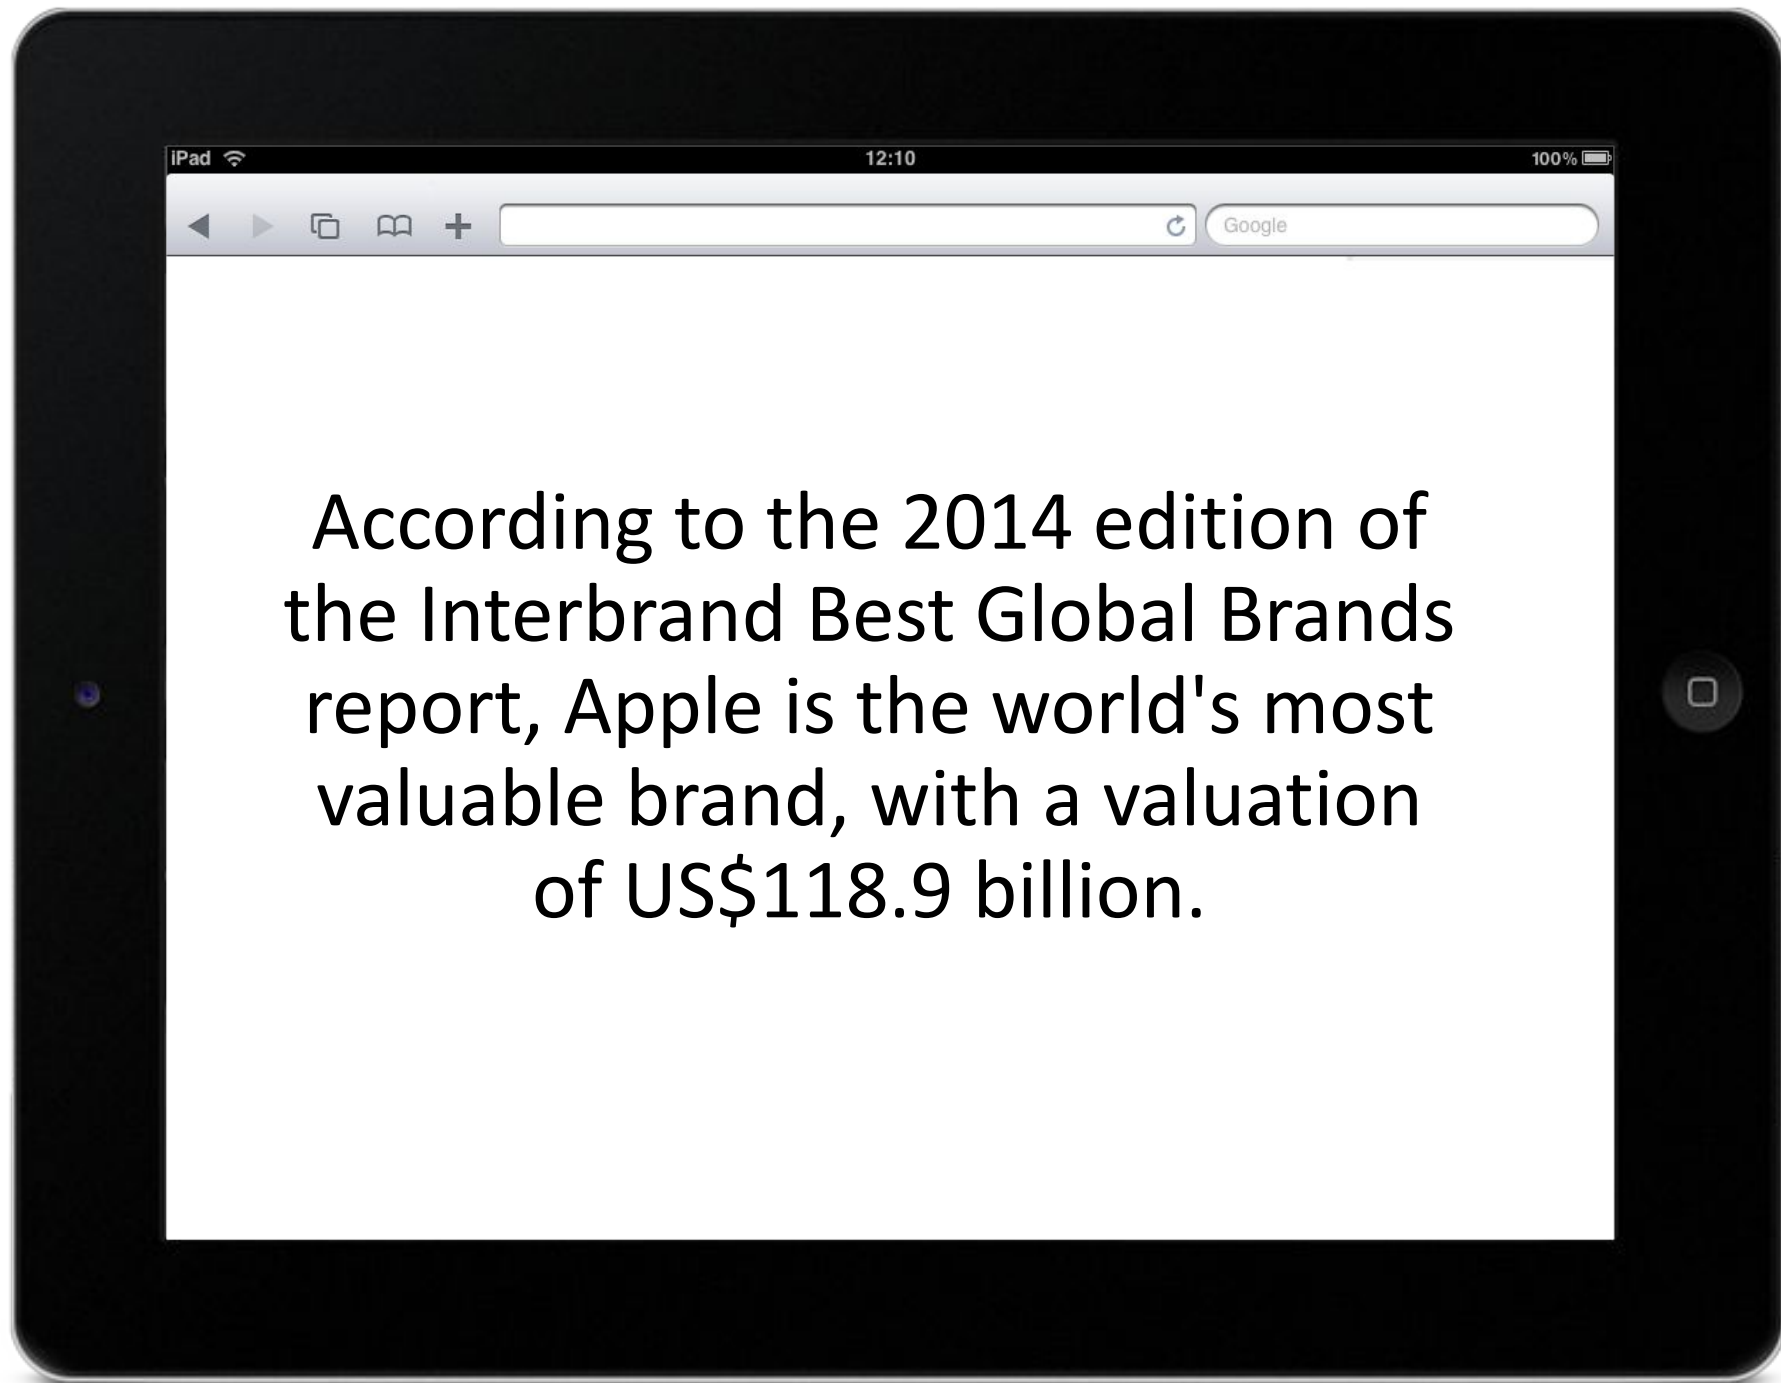 iPad 12:10 100%
Google
According to the 2014 edition of
the Interbrand Best Global Brands
report, Apple is the world's most
valuable brand, with a valuation
of US$118.9 billion.